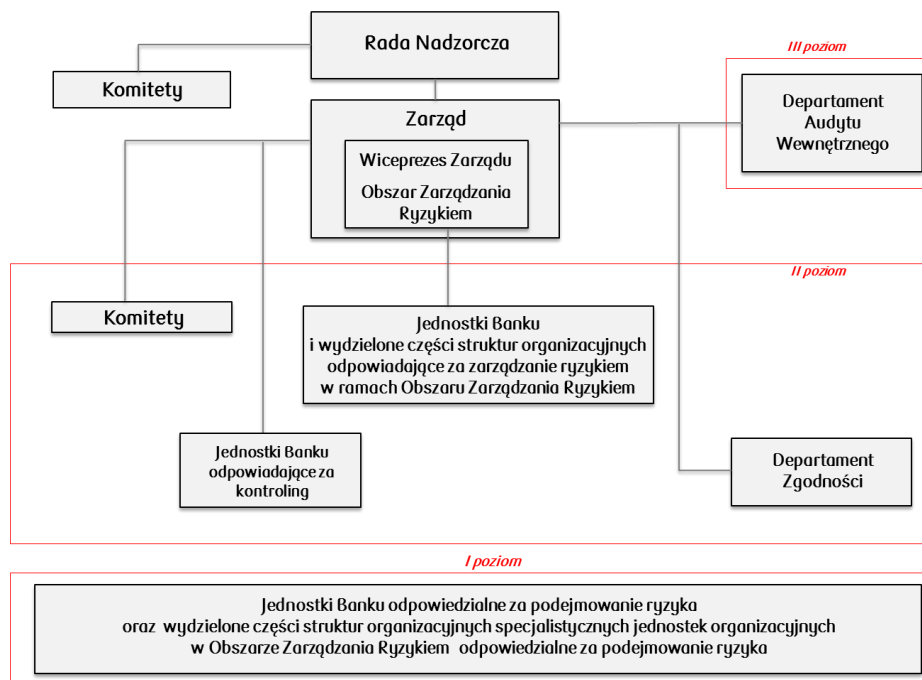 Rada Nadzorcza
III poziom
Komitety
Departament
Audytu
Wewnętrznego
Zarząd
Wiceprezes Zarządu
Obszar Zarządzania
Ryzykiem
II poziom
Komitety
Jednostki Banku
i wydzielone części struktur organizacyjnych
odpowiadające za zarządzanie ryzykiem
w ramach Obszaru Zarządzania Ryzykiem
Jednostki Banku
odpowiadające za
kontroling
Departament
Zgodności
I poziom
Jednostki Banku odpowiedzialne za podejmowanie ryzyka
oraz wydzielone części struktur organizacyjnych specjalistycznych jednostek organizacyjnych
w Obszarze Zarządzania Ryzykiem odpowiedzialne za podejmowanie ryzyka